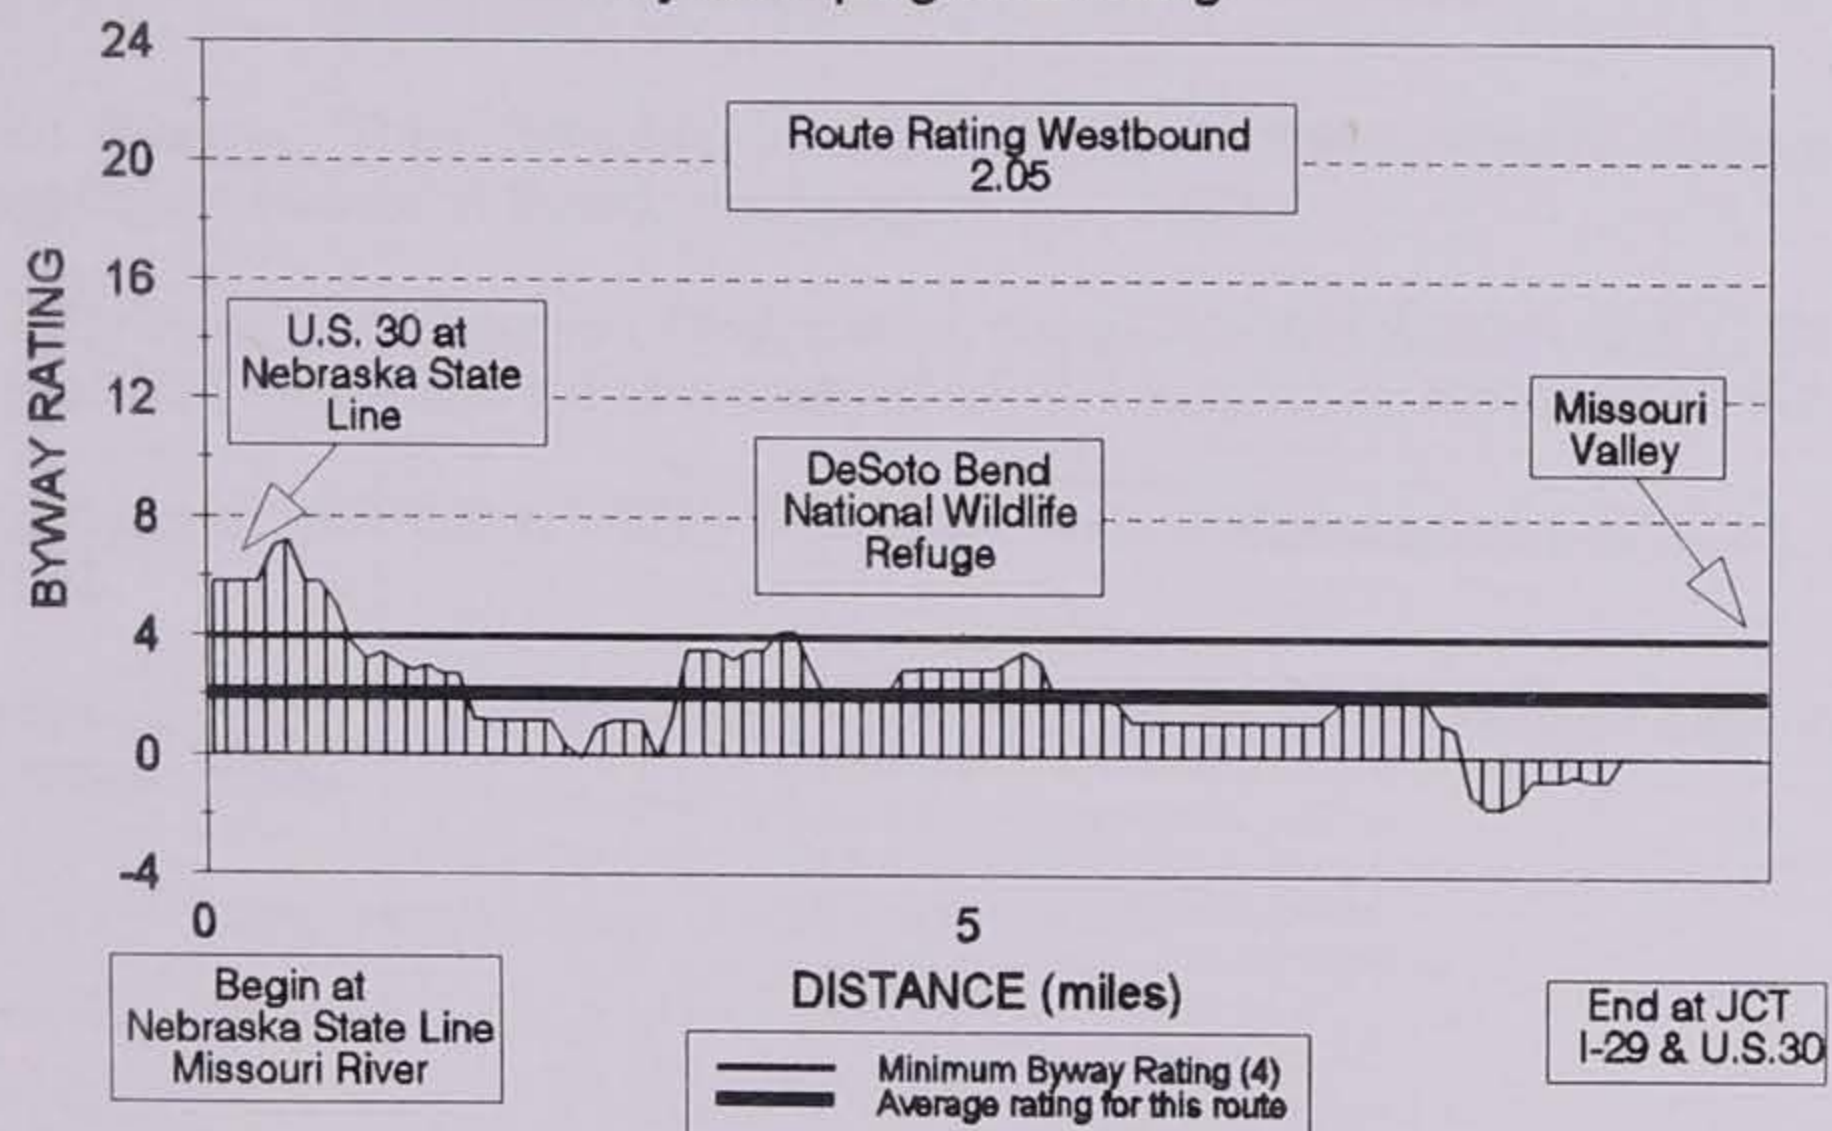 24
Route Rating Westbound
2.05
20
BYWAY RATING
16
U.S. 30 at
Nebraska State
Line
12
Missouri
Valley
DeSoto Bend
National Wildlife
Refuge
8
4
0
-4
0
5
Begin at
Nebraska State Line
Missouri River
DISTANCE (miles)
End at JCT
I-29 & U.S.30
Minimum Byway Rating (4)
Average rating for this route